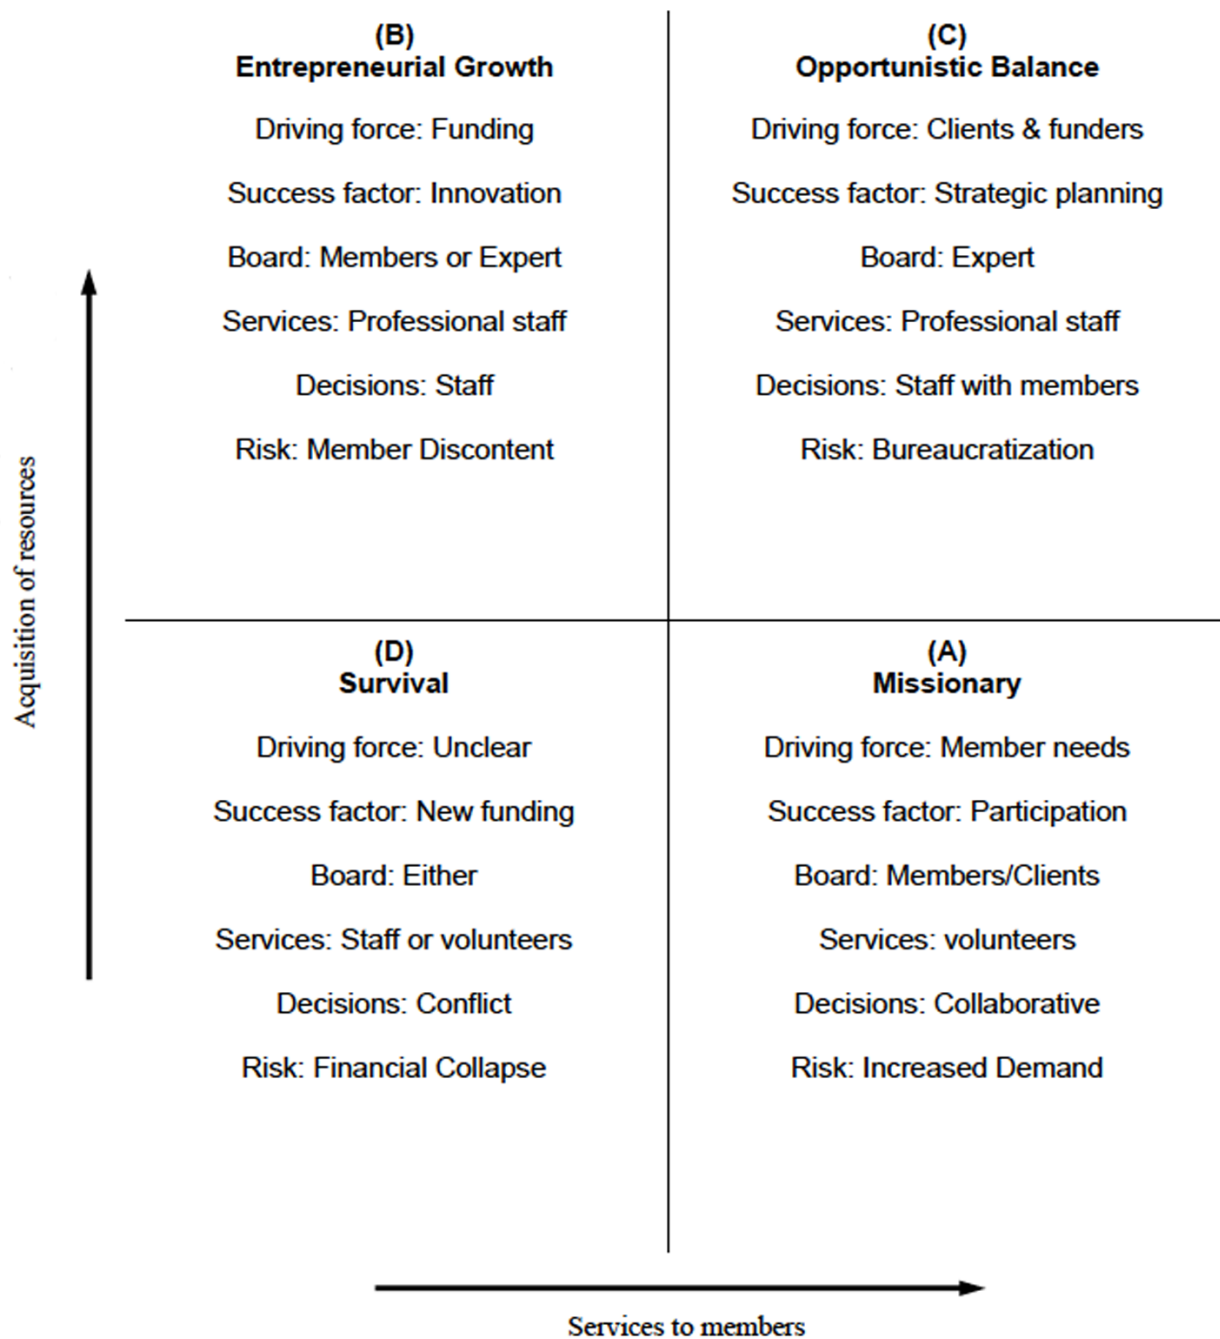 (B)
Entrepreneurial Growth
Driving force: Funding
Success factor: Innovation
Board: Members or Expert
Services: Professional staff
Decisions: Staff
Risk: Member Discontent
(C)
Opportunistic Balance
Driving force: Clients & funders
Success factor: Strategic planning
Board: Expert
Services: Professional staff
Decisions: Staff with members
Risk: Bureaucratization
Acquisition of resources
(D)
Survival
Driving force: Unclear
Success factor: New funding
Board: Either
Services: Staff or volunteers
Decisions: Conflict
Risk: Financial Collapse
(A)
Missionary
Driving force: Member needs
Success factor: Participation
Board: Members/Clients
Services: volunteers
Decisions: Collaborative
Risk: Increased Demand
Services to members